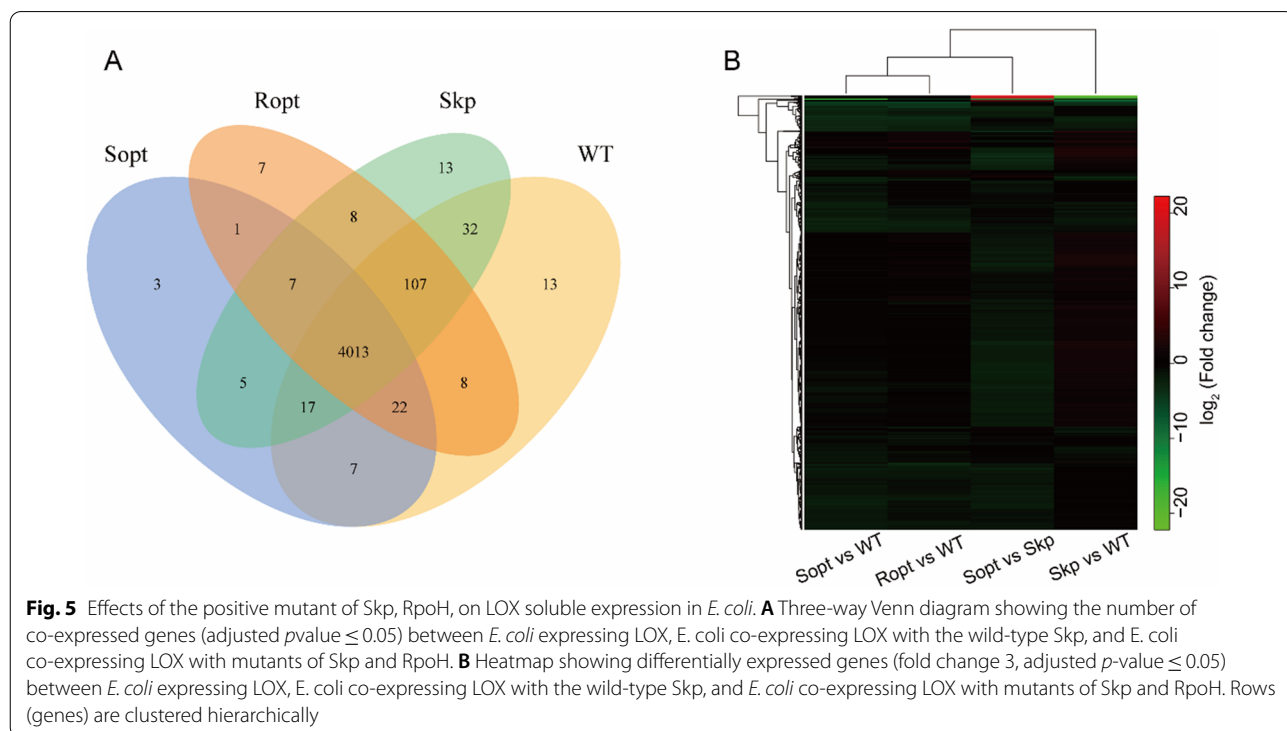 A
Ropt
Skp
Sopt
WT
7
13
1
8
32
3
7
107
13
4013
5
17
22
8
7
B
20
10
0
−10
−20
log2 (Fold change)
Sopt vs WT
Ropt vs WT
Sopt vs Skp
Skp vs WT
Fig. 5 Effects of the positive mutant of Skp, RpoH, on LOX soluble expression in E. coli. A Three-way Venn diagram showing the number of
co-expressed genes (adjusted pvalue ≤ 0.05) between E. coli expressing LOX, E. coli co-expressing LOX with the wild-type Skp, and E. coli
co-expressing LOX with mutants of Skp and RpoH. B Heatmap showing differentially expressed genes (fold change 3, adjusted p-value ≤ 0.05)
between E. coli expressing LOX, E. coli co-expressing LOX with the wild-type Skp, and E. coli co-expressing LOX with mutants of Skp and RpoH. Rows
(genes) are clustered hierarchically